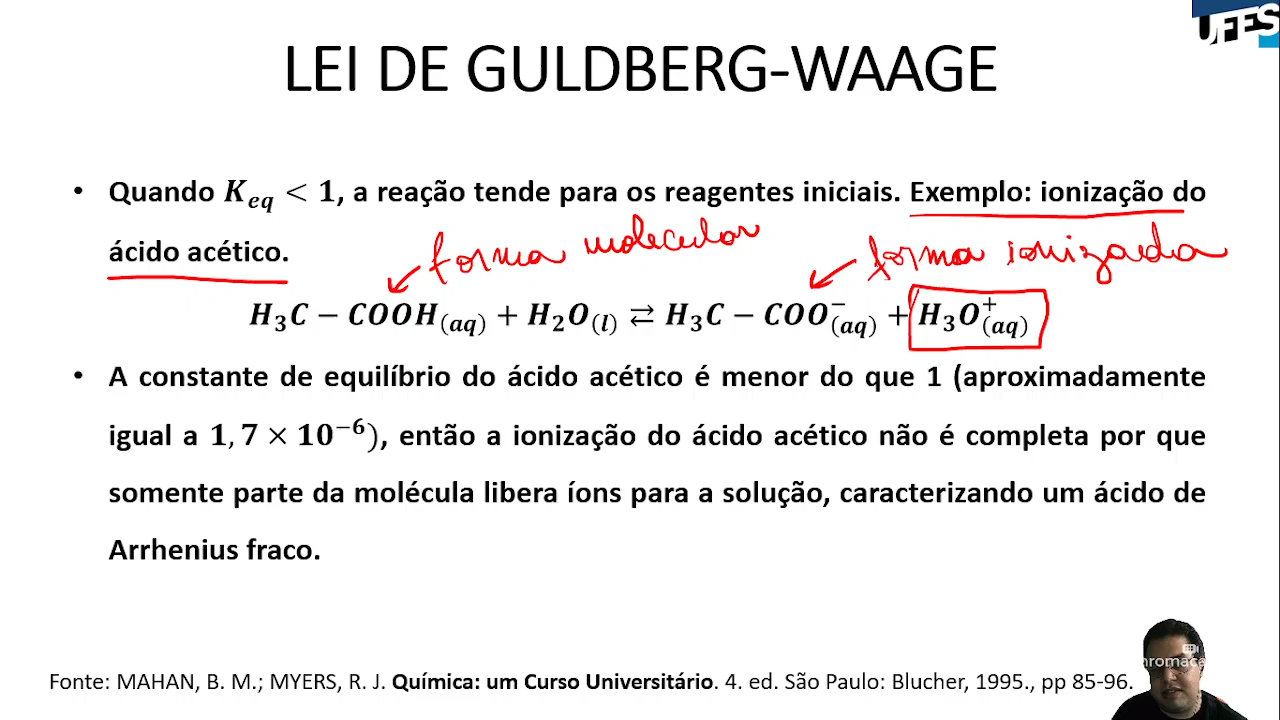 UFES
LEI DE GULDBERG-WAAGE
• Quando K_eq < 1, a reação tende para os reagentes iniciais. Exemplo: ionização do
ácido acético.
forma molecular
forma ionizada
H₃C − COOH(aq) + H₂O(l) ⇄ H₃C − COO⁻(aq) + H₃O⁺(aq)
• A constante de equilíbrio do ácido acético é menor do que 1 (aproximadamente
igual a 1,7 × 10⁻⁶), então a ionização do ácido acético não é completa por que
somente parte da molécula libera íons para a solução, caracterizando um ácido de
Arrhenius fraco.
Fonte: MAHAN, B. M.; MYERS, R. J. Química: um Curso Universitário. 4. ed. São Paulo: Blucher, 1995., pp 85-96.